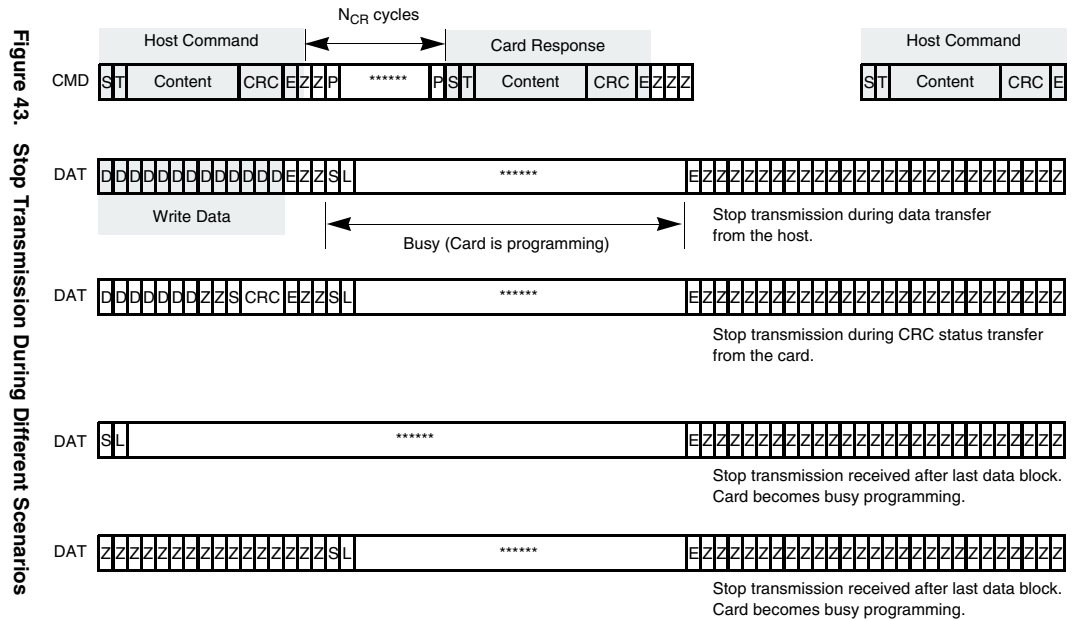 Figure 43. Stop Transmission During Different Scenarios
N_CR cycles
Host Command
Card Response
Host Command
CMD S T Content CRC E Z Z P ****** P S T Content CRC E Z Z Z S T Content CRC E
DAT D D D D D D D D D D D D D E Z Z S L ****** E Z Z Z Z Z Z Z Z Z Z Z Z Z Z Z Z Z Z Z Z Z Z Z Z Z Z
Write Data
Busy (Card is programming)
Stop transmission during data transfer
from the host.
DAT D D D D D D D Z Z S CRC E Z Z S L ****** E Z Z Z Z Z Z Z Z Z Z Z Z Z Z Z Z Z Z Z Z Z Z Z Z Z Z
Stop transmission during CRC status transfer
from the card.
DAT S L ****** E Z Z Z Z Z Z Z Z Z Z Z Z Z Z Z Z Z Z Z Z Z Z Z Z Z Z
Stop transmission received after last data block.
Card becomes busy programming.
DAT Z Z Z Z Z Z Z Z Z Z Z Z Z Z Z Z S L ****** E Z Z Z Z Z Z Z Z Z Z Z Z Z Z Z Z Z Z Z Z Z Z Z Z Z Z
Stop transmission received after last data block.
Card becomes busy programming.